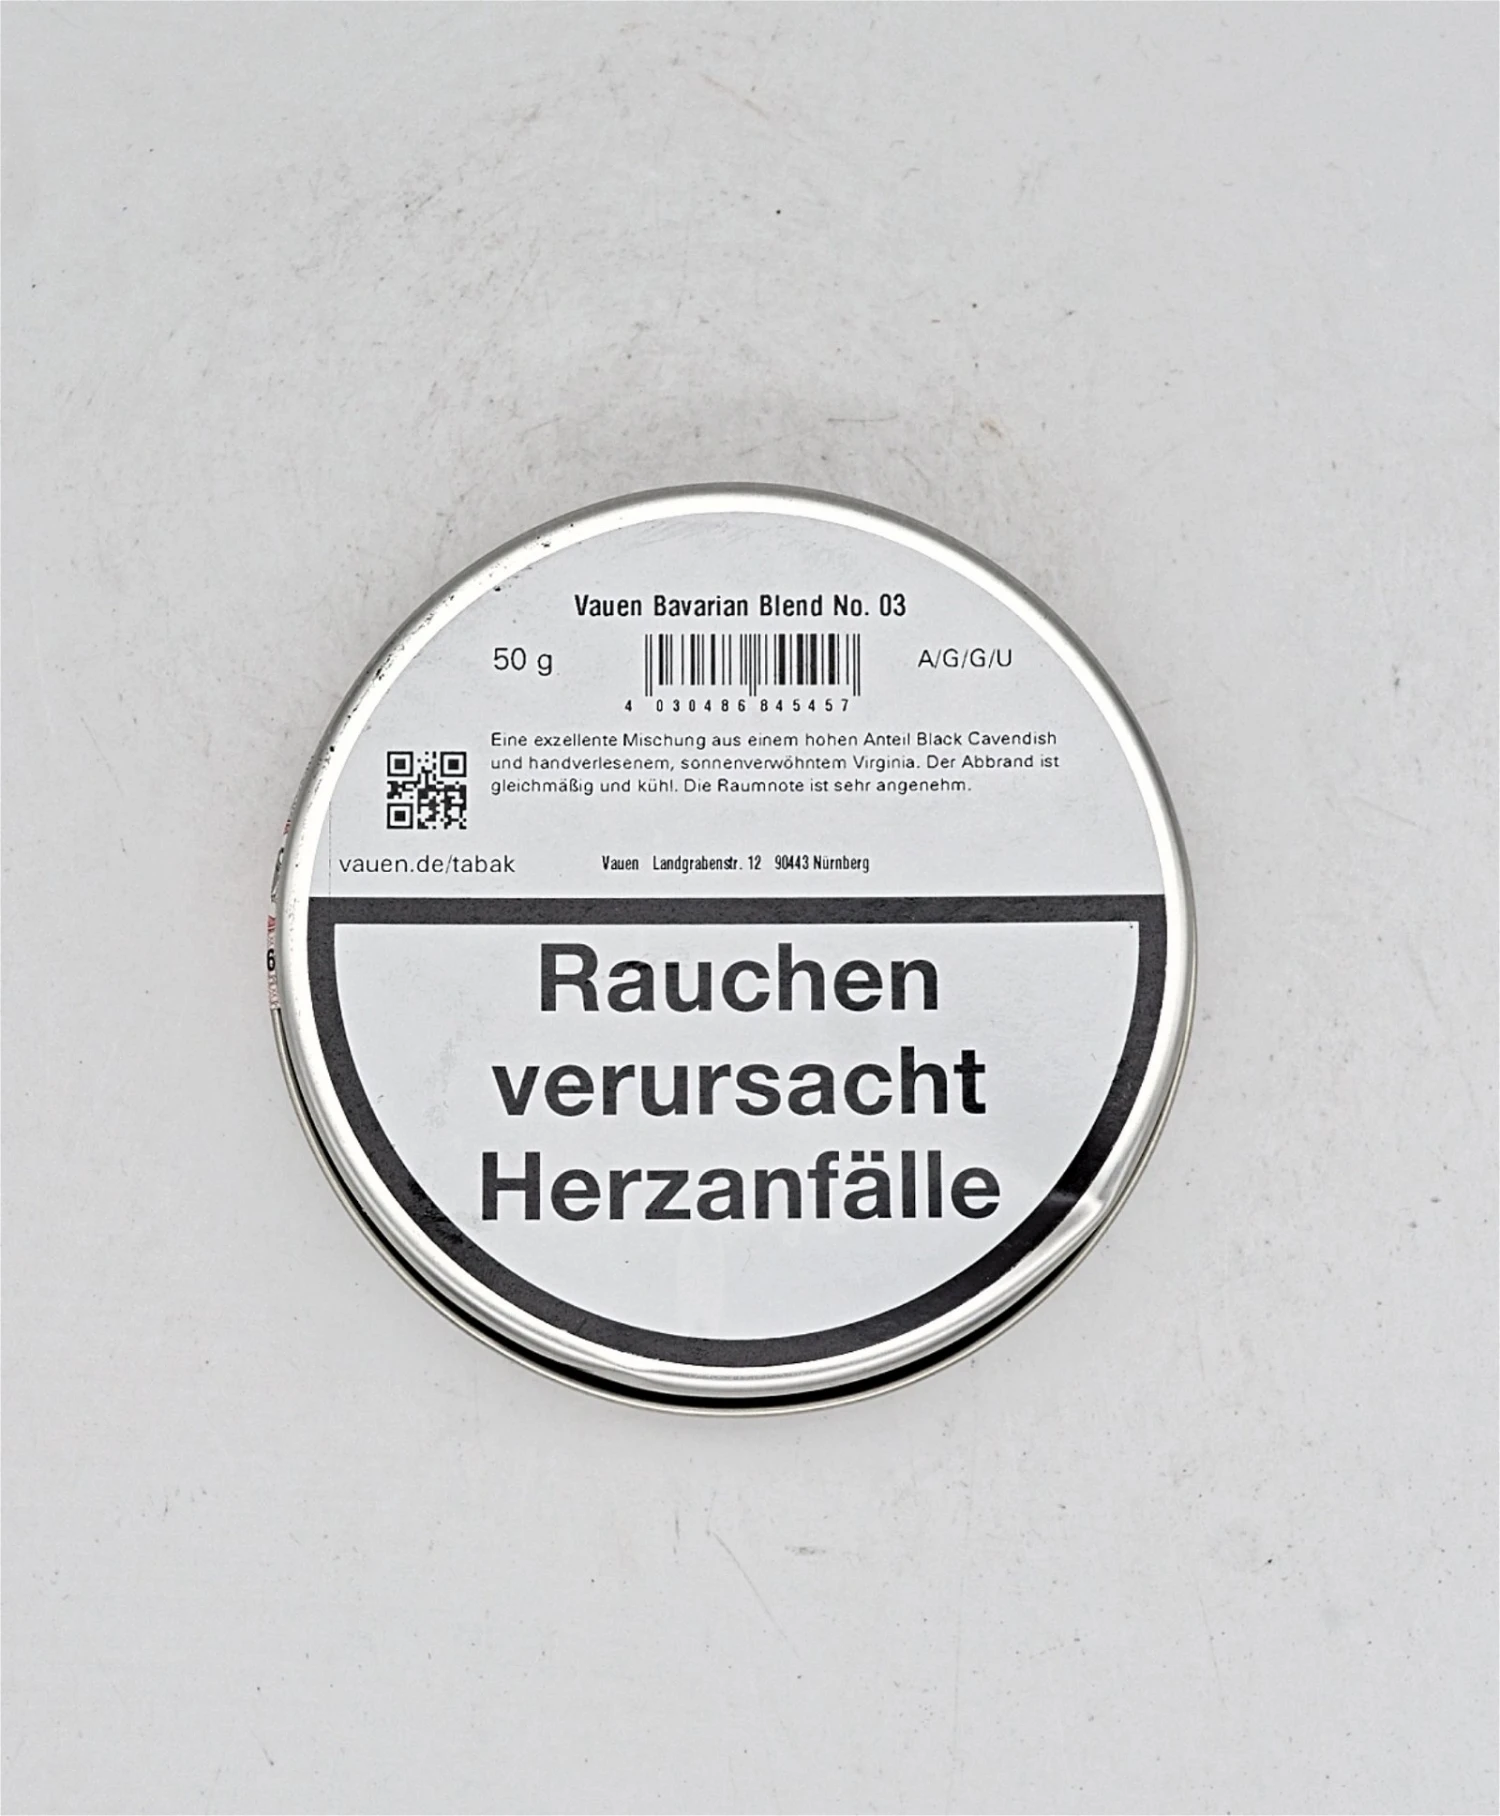 Vauen Bavarian Blend No. 03
50 g
A/G/G/U
4 030486 845457
Eine exzellente Mischung aus einem hohen Anteil Black Cavendish
und handverlesenem, sonnenverwöhntem Virginia. Der Abbrand ist
gleichmäßig und kühl. Die Raumnote ist sehr angenehm.
vauen.de/tabak
Vauen Landgrabenstr. 12 90443 Nürnberg
6
Rauchen
verursacht
Herzanfälle